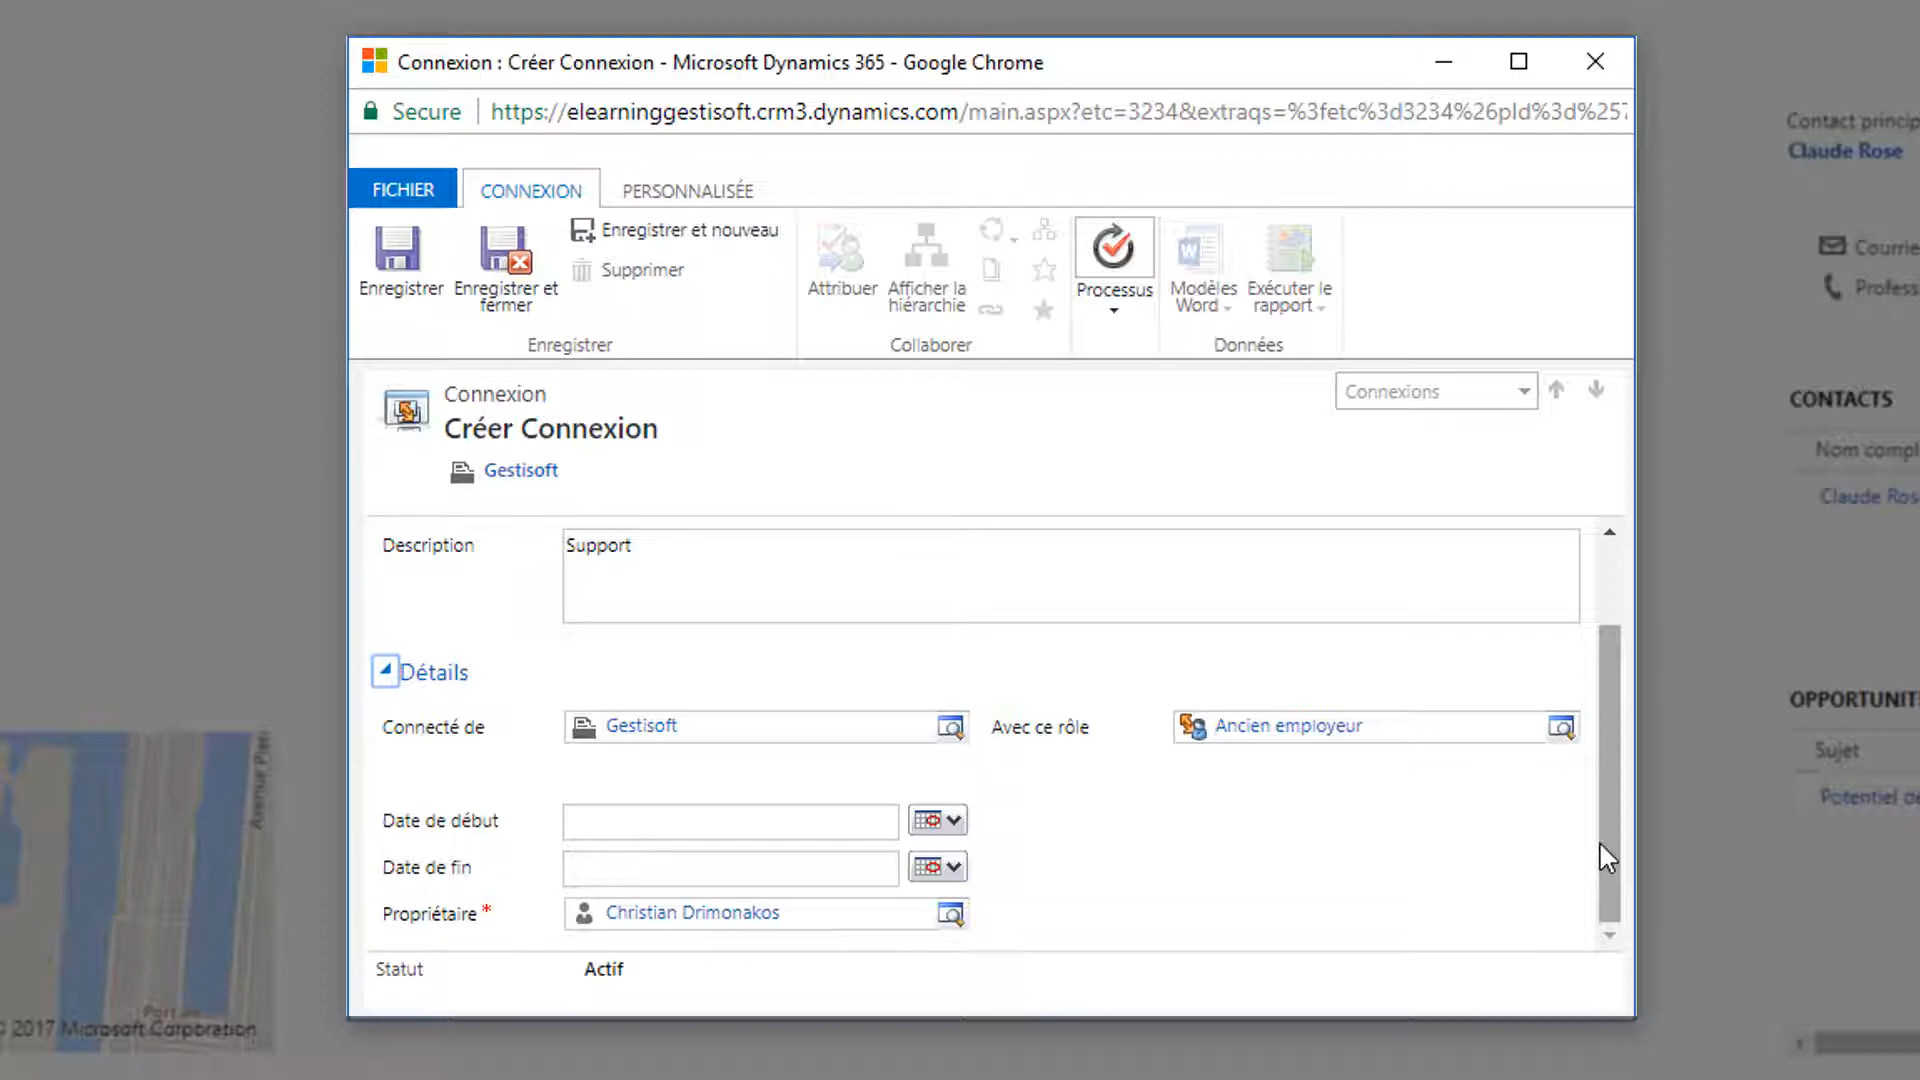 Connexion : Créer Connexion - Microsoft Dynamics 365 - Google Chrome
Secure
https://elearninggestisoft.crm3.dynamics.com/main.aspx?etc=3234&extraqs=%3fetc%3d3234%26pId%3d%257
FICHIER
CONNEXION
PERSONNALISÉE
Enregistrer
Enregistrer et fermer
Enregistrer et nouveau
Supprimer
Enregistrer
Attribuer
Afficher la hiérarchie
Collaborer
Processus
Modèles Word
Exécuter le rapport
Données
Connexion
Créer Connexion
Gestisoft
Connexions
Description
Support
Détails
Connecté de
Gestisoft
Avec ce rôle
Ancien employeur
Date de début
Date de fin
Propriétaire *
Christian Drimonakos
Statut
Actif
Contact princip
Claude Rose
Courrie
Profess
CONTACTS
Nom compl
Claude Ros
OPPORTUNIT
Sujet
Potentiel de
© 2017 Microsoft Corporation